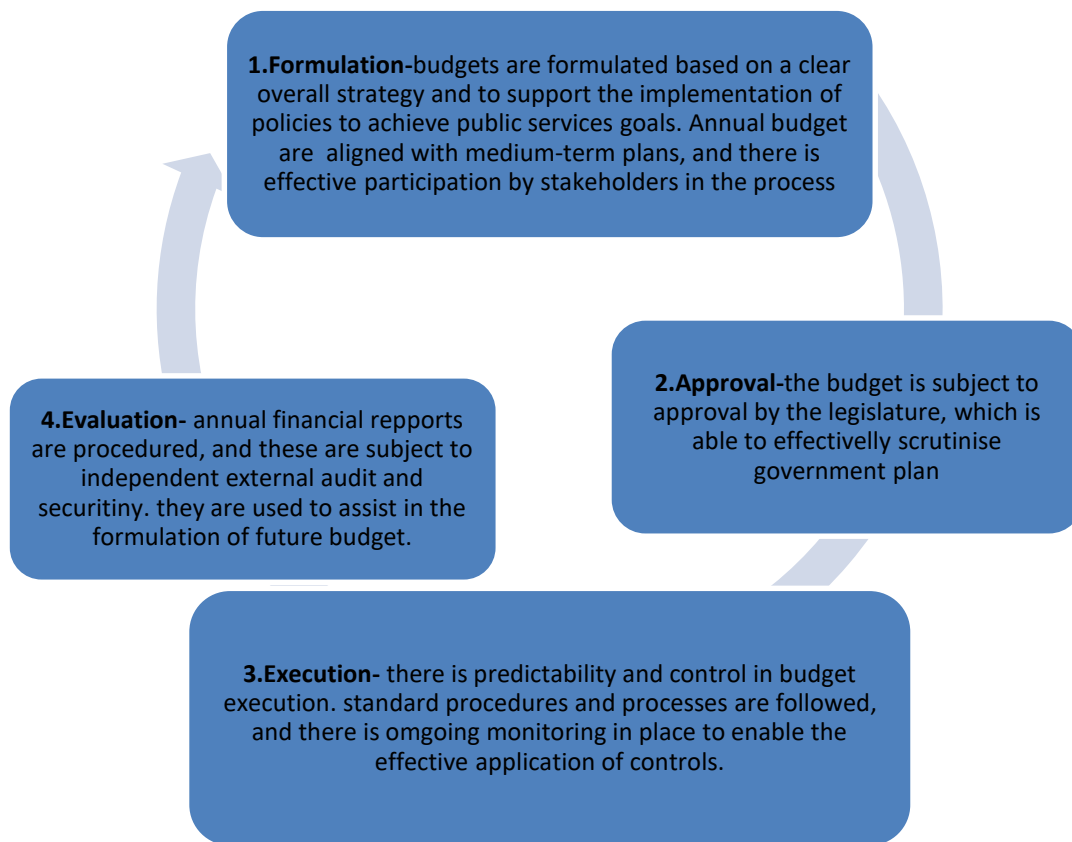 1.Formulation-budgets are formulated based on a clear
overall strategy and to support the implementation of
policies to achieve public services goals. Annual budget
are  aligned with medium-term plans, and there is
effective participation by stakeholders in the process
2.Approval-the budget is subject to
approval by the legislature, which is
able to effectivelly scrutinise
government plan
3.Execution- there is predictability and control in budget
execution. standard procedures and processes are followed,
and there is omgoing monitoring in place to enable the
effective application of controls.
4.Evaluation- annual financial repports
are procedured, and these are subject to
independent external audit and
securitiny. they are used to assist in the
formulation of future budget.